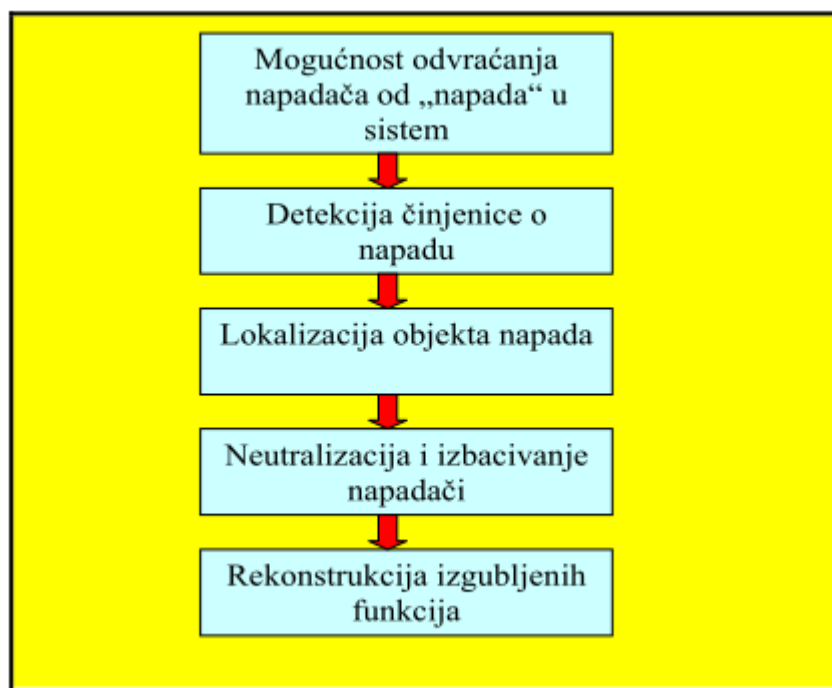 Mogućnost odvraćanja
napadača od „napada“ u
sistem
Detekcija činjenice o
napadu
Lokalizacija objekta napada
Neutralizacija i izbacivanje
napadači
Rekonstrukcija izgubljenih
funkcija